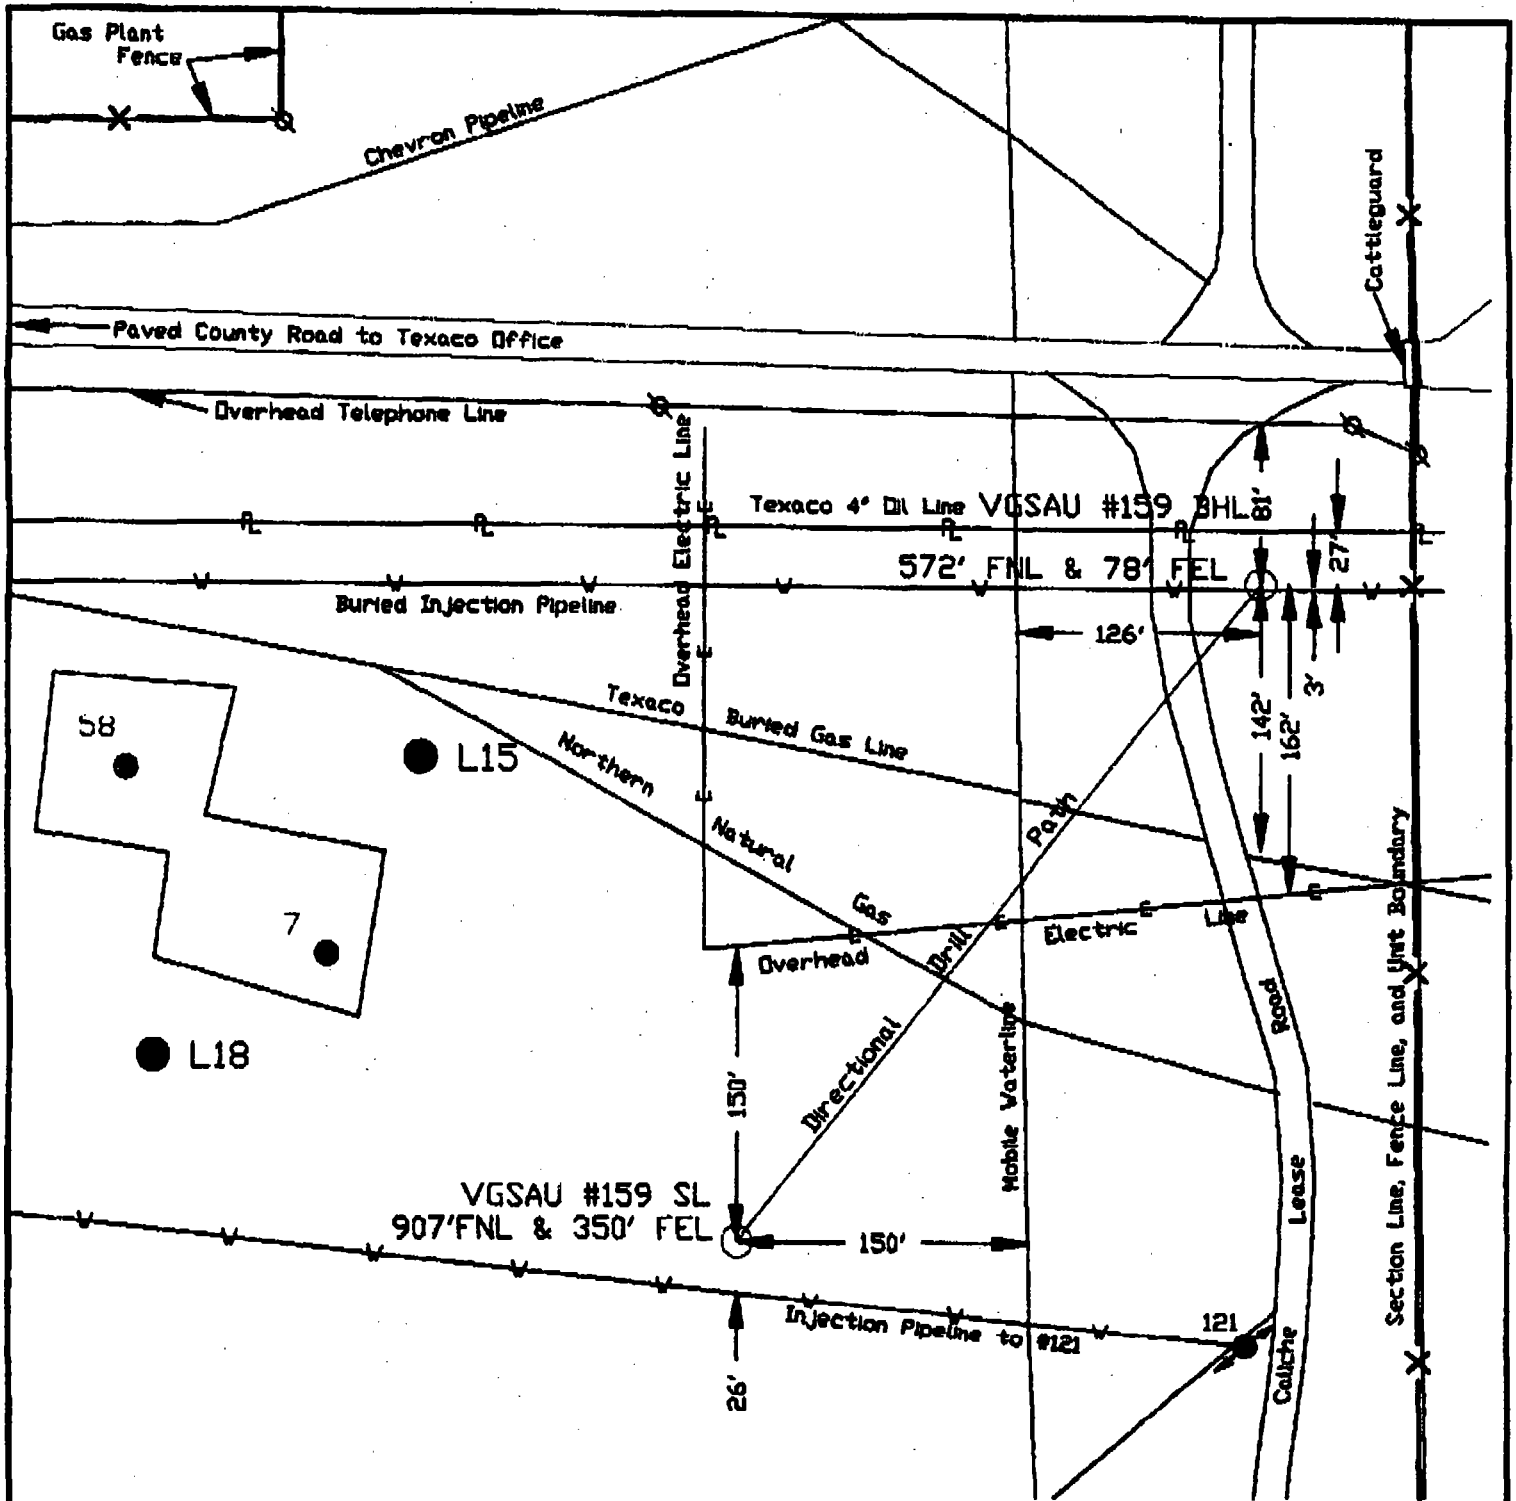 Gas Plant
Fence
Chevron Pipeline
Cattleguard
Paved County Road to Texaco Office
Overhead Telephone Line
Overhead Electric Line
Texaco 4" Oil Line
VGSAU #159 BHL
81'
27'
572' FNL & 78' FEL
Buried Injection Pipeline
126'
3'
142'
162'
Texaco Buried Gas Line
58
L15
Northern Natural Gas
Directional Drill Path
7
Overhead Electric Line
L18
150'
Mobile Waterline
Section Line, Fence Line, and Unit Boundary
Caliche Lease Road
VGSAU #159 SL
907'FNL & 350' FEL
150'
Injection Pipeline to #121
121
26'